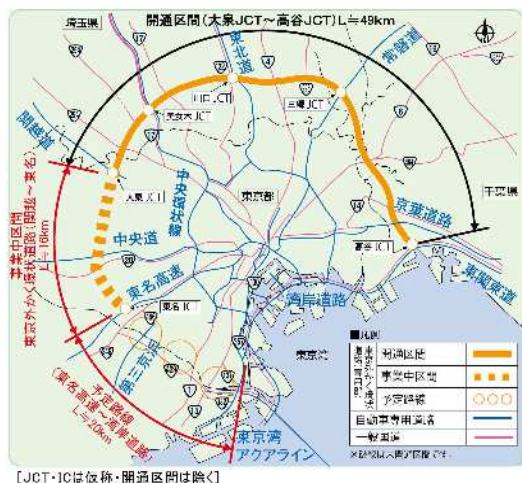 開通区間(大泉JCT～高谷JCT)L≒49km
埼玉県
東北道
常磐道
川口JCT
三郷JCT
美女木JCT
関越道
大泉JCT
中央環状線
東京都
千葉県
京葉道路
高谷JCT
東関東道
中央道
東名高速
東名JCT
湾岸道路
東京湾
東京湾
アクアライン
事業中区間
東京外かく環状道路(関越～東名)
L≒16km
予定路線
(東名高速～湾岸道路)
L≒20km
■凡例
開通区間
事業中区間
予定路線
自動車専用道路
一般国道
[JCT・ICは仮称・開通区間は除く]